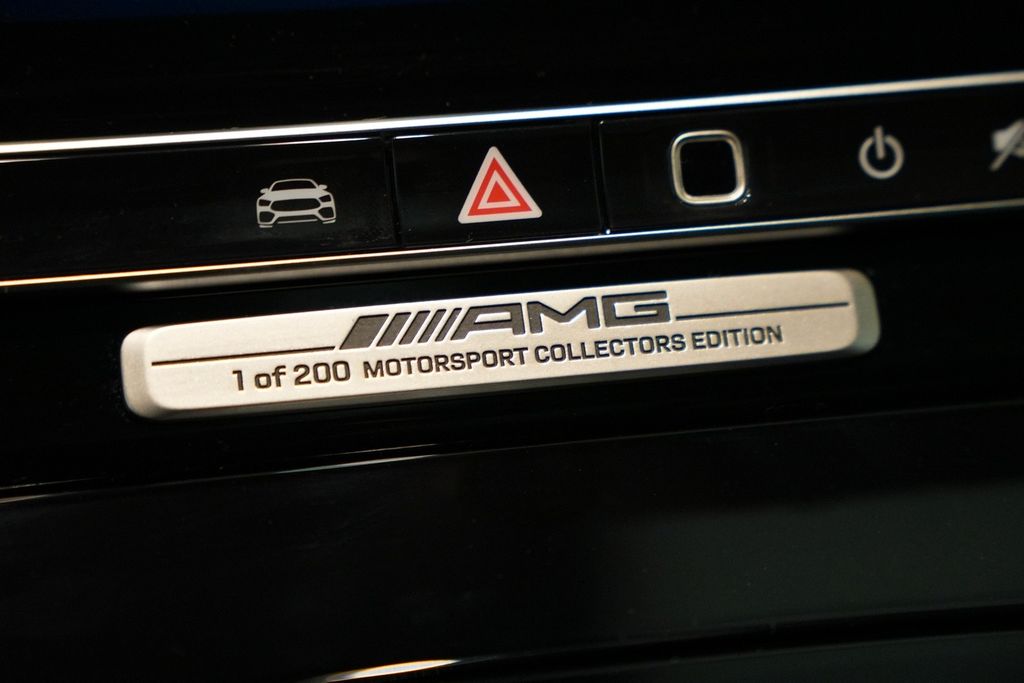 AMG
1 of 200 MOTORSPORT COLLECTORS EDITION